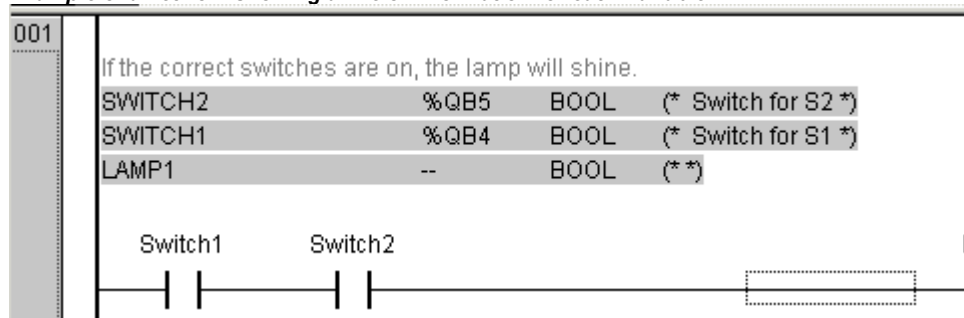 001
If the correct switches are on, the lamp will shine.
SWITCH2 %QB5 BOOL (* Switch for S2 *)
SWITCH1 %QB4 BOOL (* Switch for S1 *)
LAMP1 -- BOOL (* *)
Switch1 Switch2